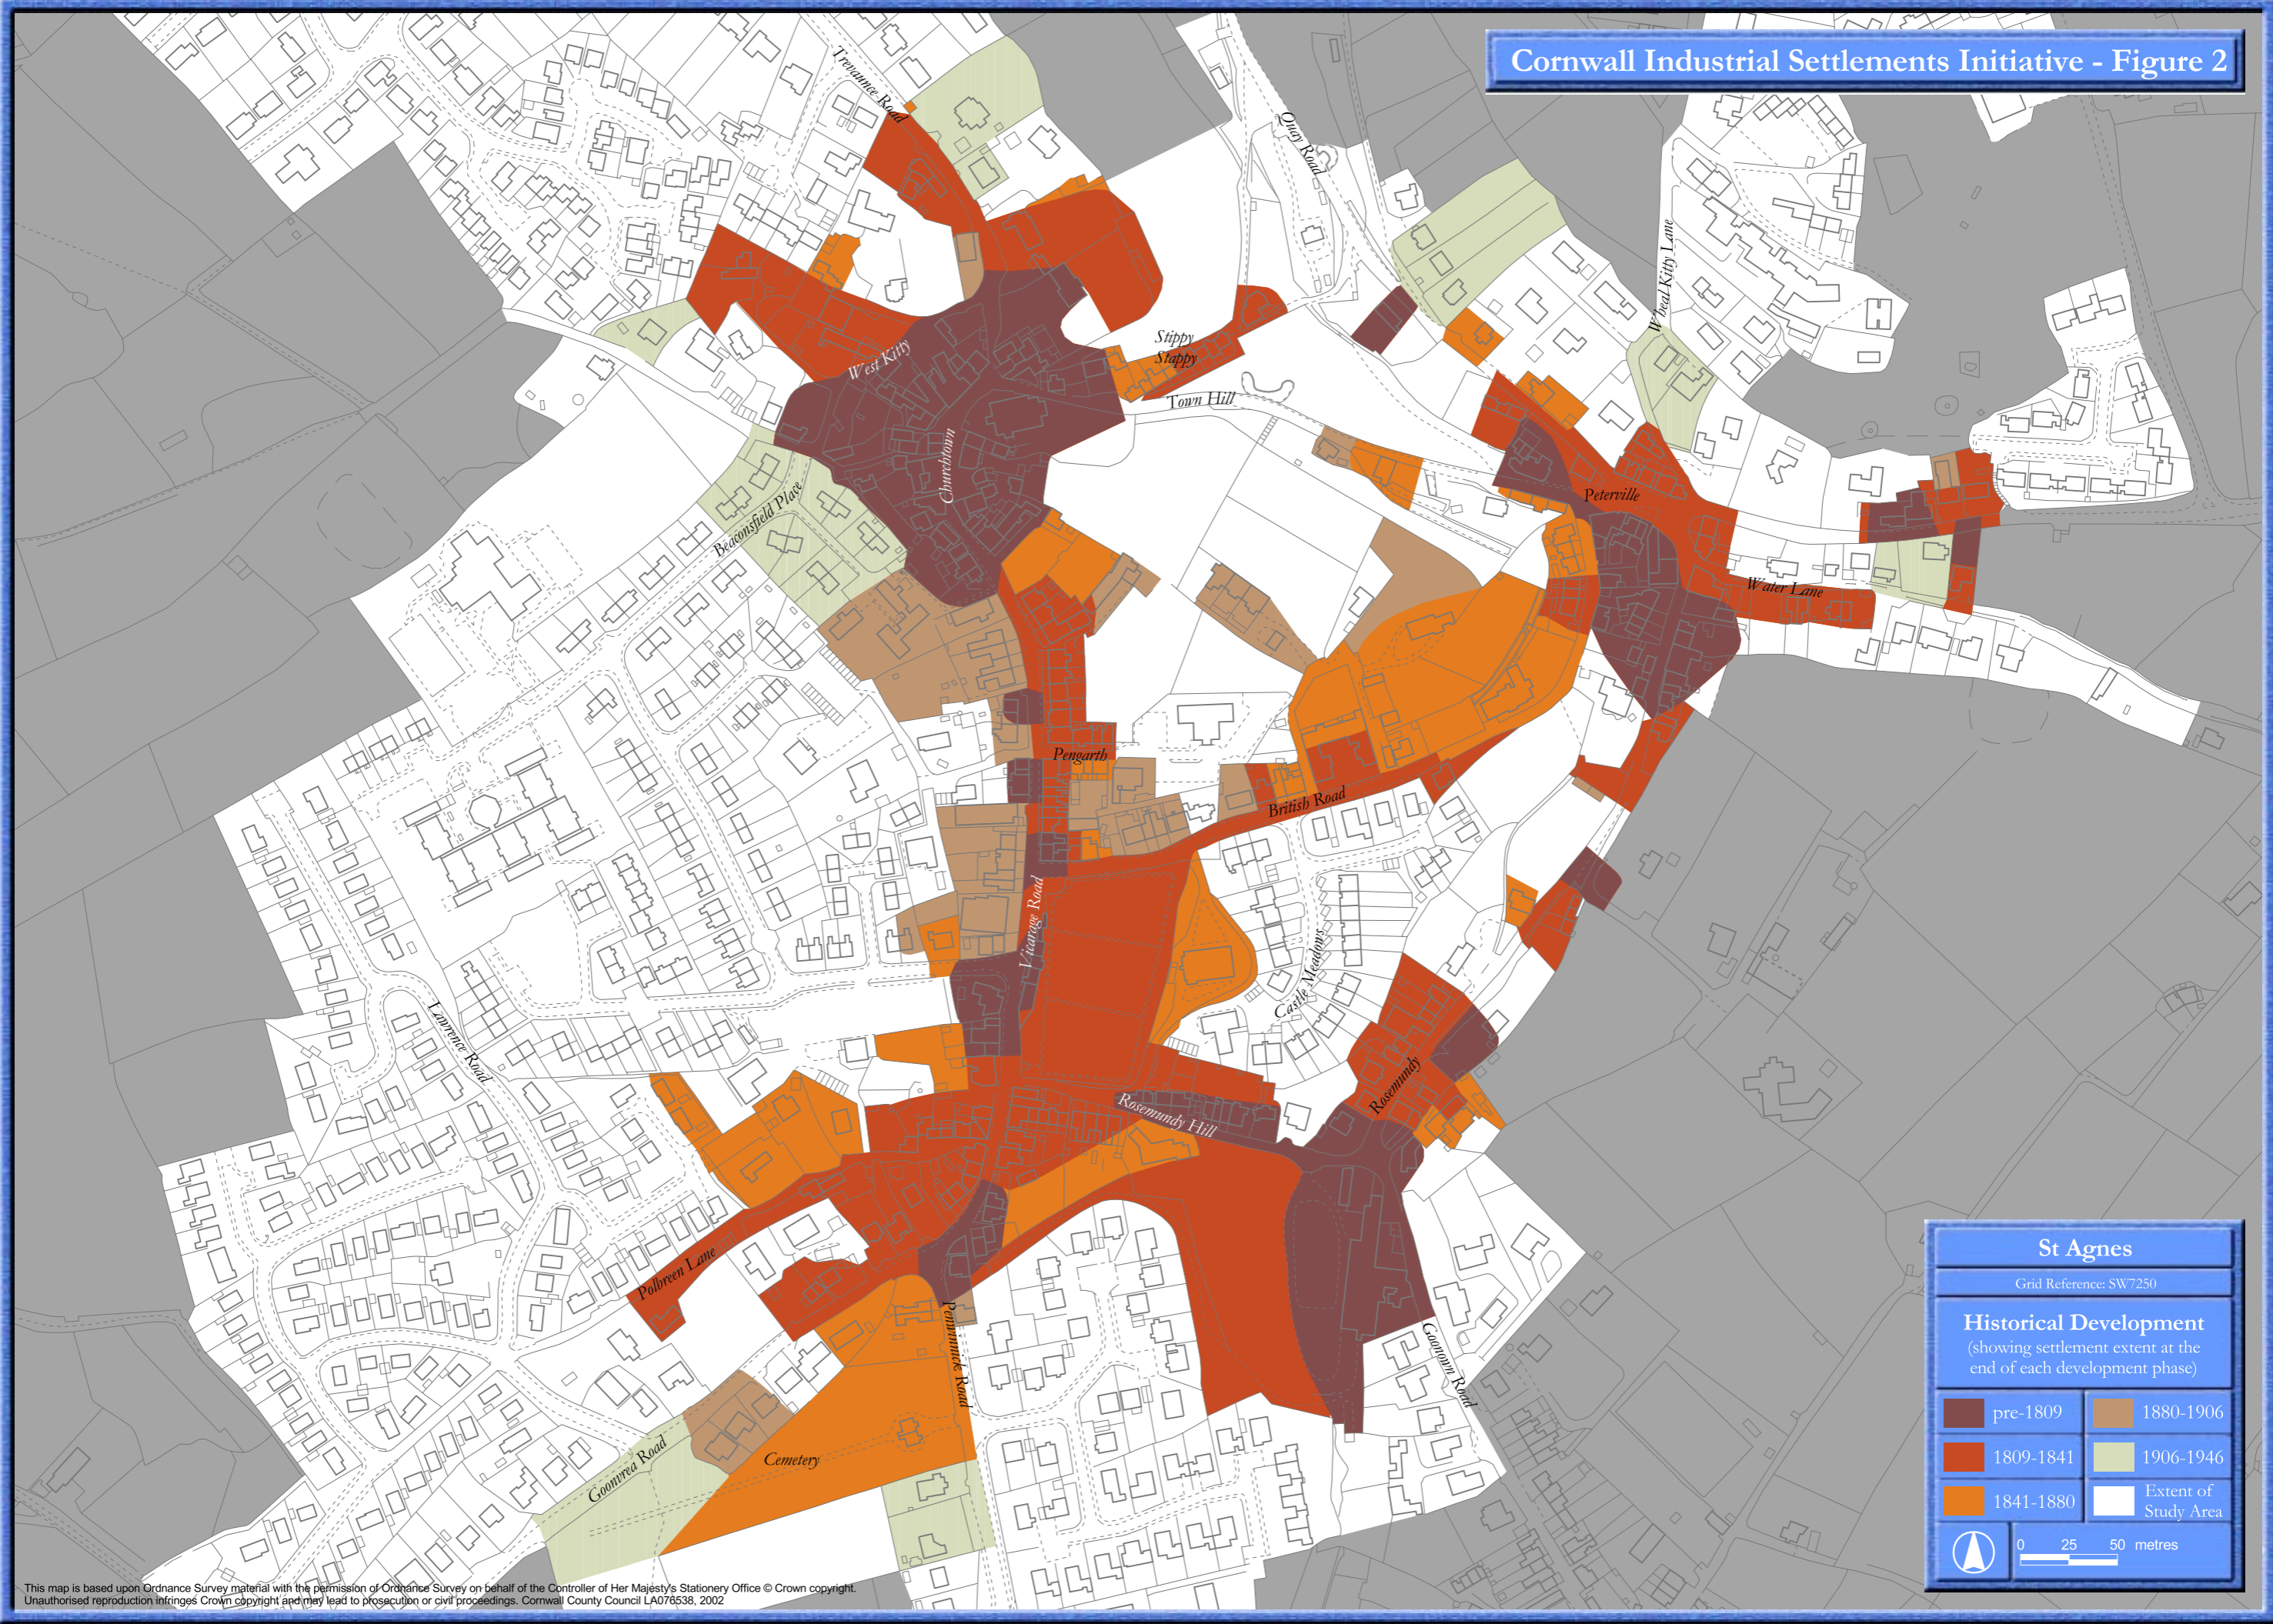 Cornwall Industrial Settlements Initiative - Figure 2
Trevaunce Road
Quay Road
Wheal Kitty Lane
West Kitty
Stippy
Stappy
Town Hill
Churchtown
Beaconsfield Place
Peterville
Water Lane
Pengarth
British Road
Vicarage Road
Castle Meadows
Lawrence Road
Rosemundy
Rosemundy Hill
Polbreen Lane
Penwinnick Road
Goonown Road
Goonvrea Road
Cemetery
St Agnes
Grid Reference: SW7250
Historical Development
(showing settlement extent at the
end of each development phase)
pre-1809
1880-1906
1809-1841
1906-1946
1841-1880
Extent of
Study Area
0 25 50 metres
This map is based upon Ordnance Survey material with the permission of Ordnance Survey on behalf of the Controller of Her Majesty's Stationery Office © Crown copyright.
Unauthorised reproduction infringes Crown copyright and may lead to prosecution or civil proceedings. Cornwall County Council LA076538, 2002